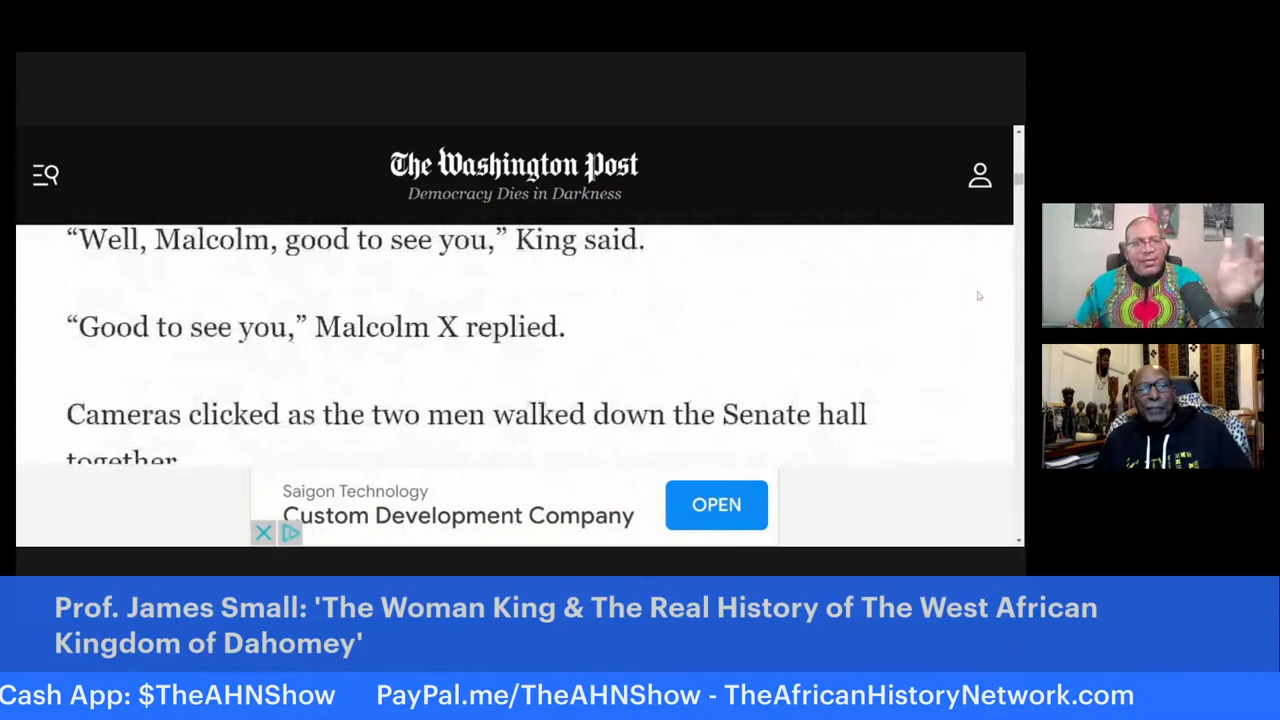 The Washington Post
Democracy Dies in Darkness
“Well, Malcolm, good to see you,” King said.
“Good to see you,” Malcolm X replied.
Cameras clicked as the two men walked down the Senate hall
together.
Saigon Technology
Custom Development Company
OPEN
Prof. James Small: 'The Woman King & The Real History of The West African
Kingdom of Dahomey'
Cash App: $TheAHNShow PayPal.me/TheAHNShow - TheAfricanHistoryNetwork.com